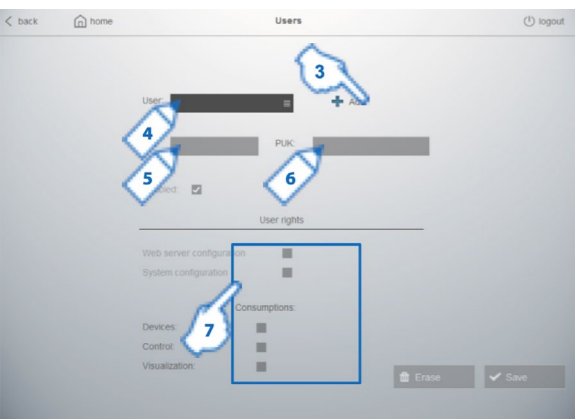 back
home
Users
logout
3
User:
4
5
PUK:
6
User rights
Web server configuration
System configuration
Consumptions:
7
Devices:
Control:
Visualization:
Erase
Save